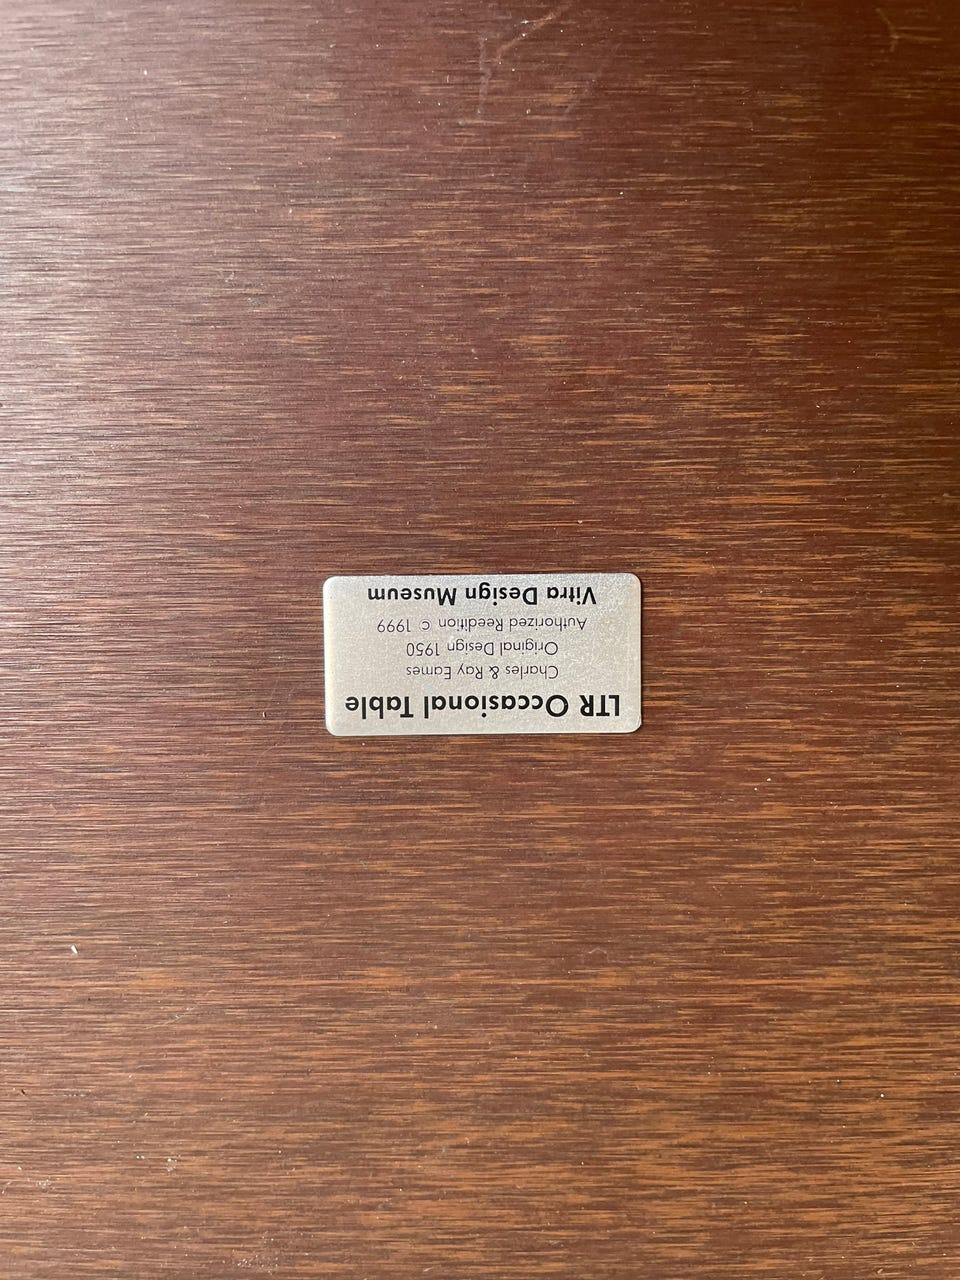 LTR Occasional Table
Charles & Ray Eames
Original Design 1950
Authorized Reedition © 1999
Vitra Design Museum